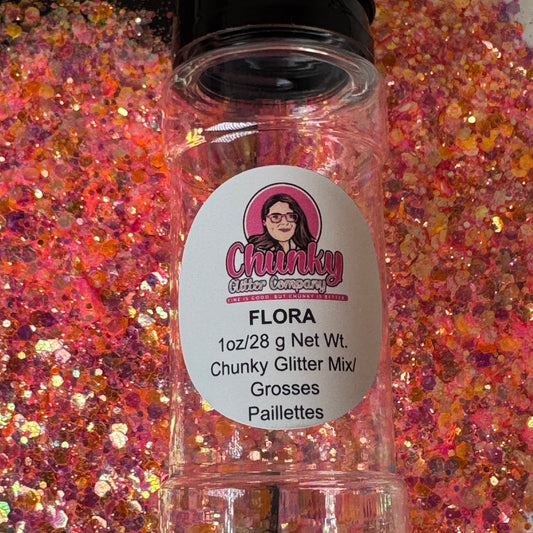 Chunky
Glitter Company
FINE IS GOOD, BUT CHUNKY IS BETTER
FLORA
1oz/28 g Net Wt.
Chunky Glitter Mix/
Grosses
Paillettes